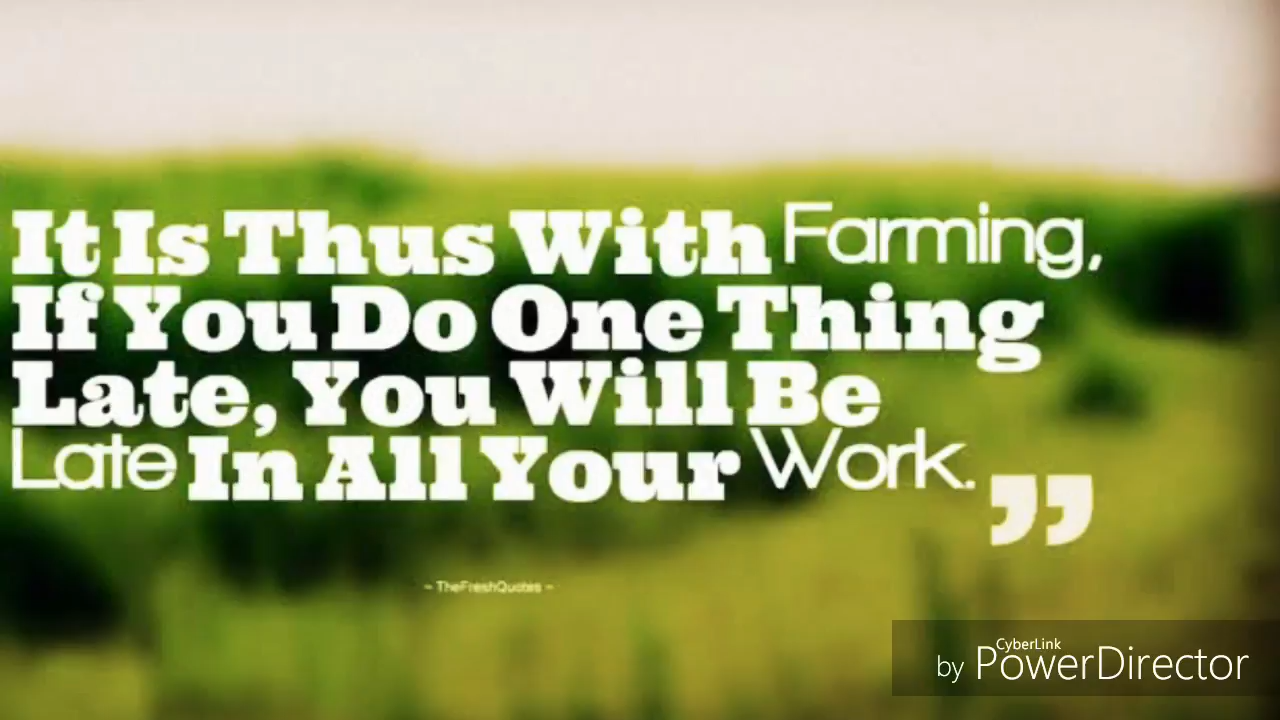 It Is Thus With Farming,
If You Do One Thing
Late, You Will Be
Late In All Your Work.
”
~ TheFreshQuotes ~
CyberLink
by PowerDirector